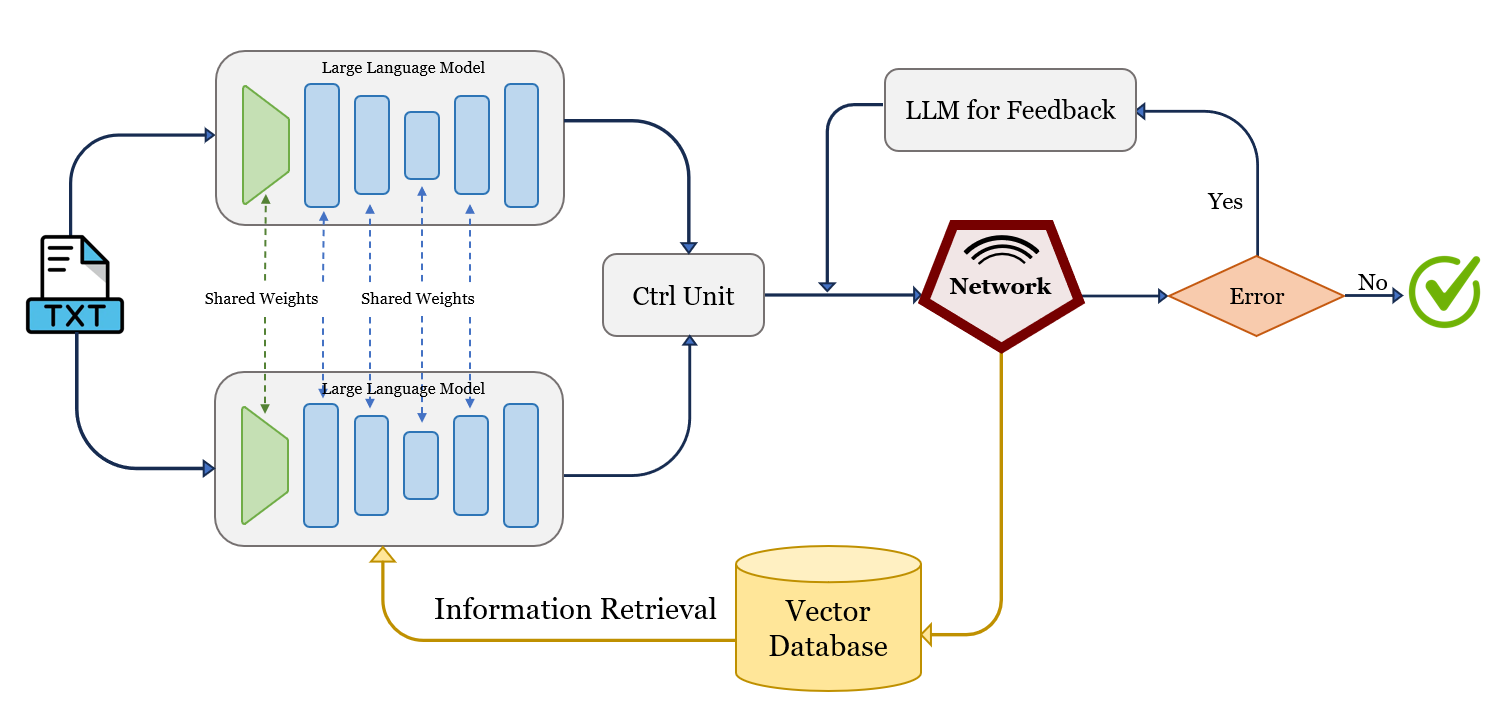 Large Language Model
LLM for Feedback
Yes
TXT
Shared Weights
Shared Weights
Ctrl Unit
Network
Error
No
Large Language Model
Information Retrieval
Vector
Database